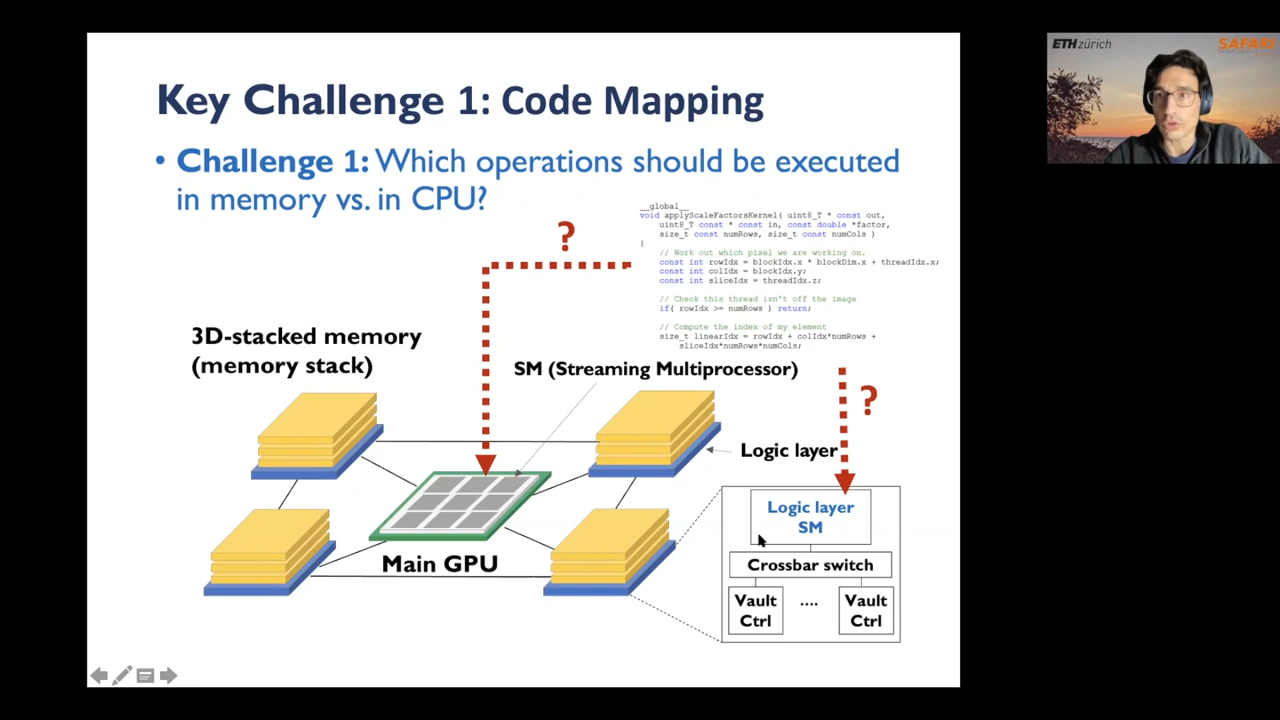 Key Challenge 1: Code Mapping
• Challenge 1: Which operations should be executed
in memory vs. in CPU?
__global__
void applyScaleFactorsKernel( uint8_T * const out,
uint8_T const * const in, const double *factor,
size_t const numRows, size_t const numCols )
{
// Work out which pixel we are working on.
const int rowIdx = blockIdx.x * blockDim.x + threadIdx.x;
const int colIdx = blockIdx.y;
const int sliceIdx = threadIdx.z;
// Check this thread isn't off the image
if( rowIdx >= numRows ) return;
// Compute the index of my element
size_t linearIdx = rowIdx + colIdx*numRows +
sliceIdx*numRows*numCols;
?
3D-stacked memory
(memory stack)
SM (Streaming Multiprocessor)
?
Logic layer
Main GPU
Logic layer
SM
Crossbar switch
Vault
Ctrl
....
Vault
Ctrl
ETH zürich
SAFARI